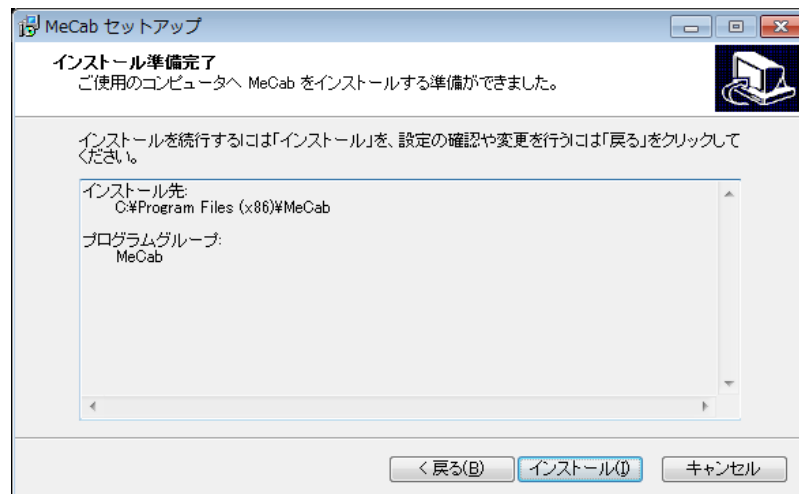 MeCab セットアップ
インストール準備完了
ご使用のコンピュータへ MeCab をインストールする準備ができました。
インストールを続行するには「インストール」を、設定の確認や変更を行うには「戻る」をクリックして
ください。
インストール先:
C:¥Program Files (x86)¥MeCab
プログラムグループ:
MeCab
< 戻る(B)
インストール(I)
キャンセル